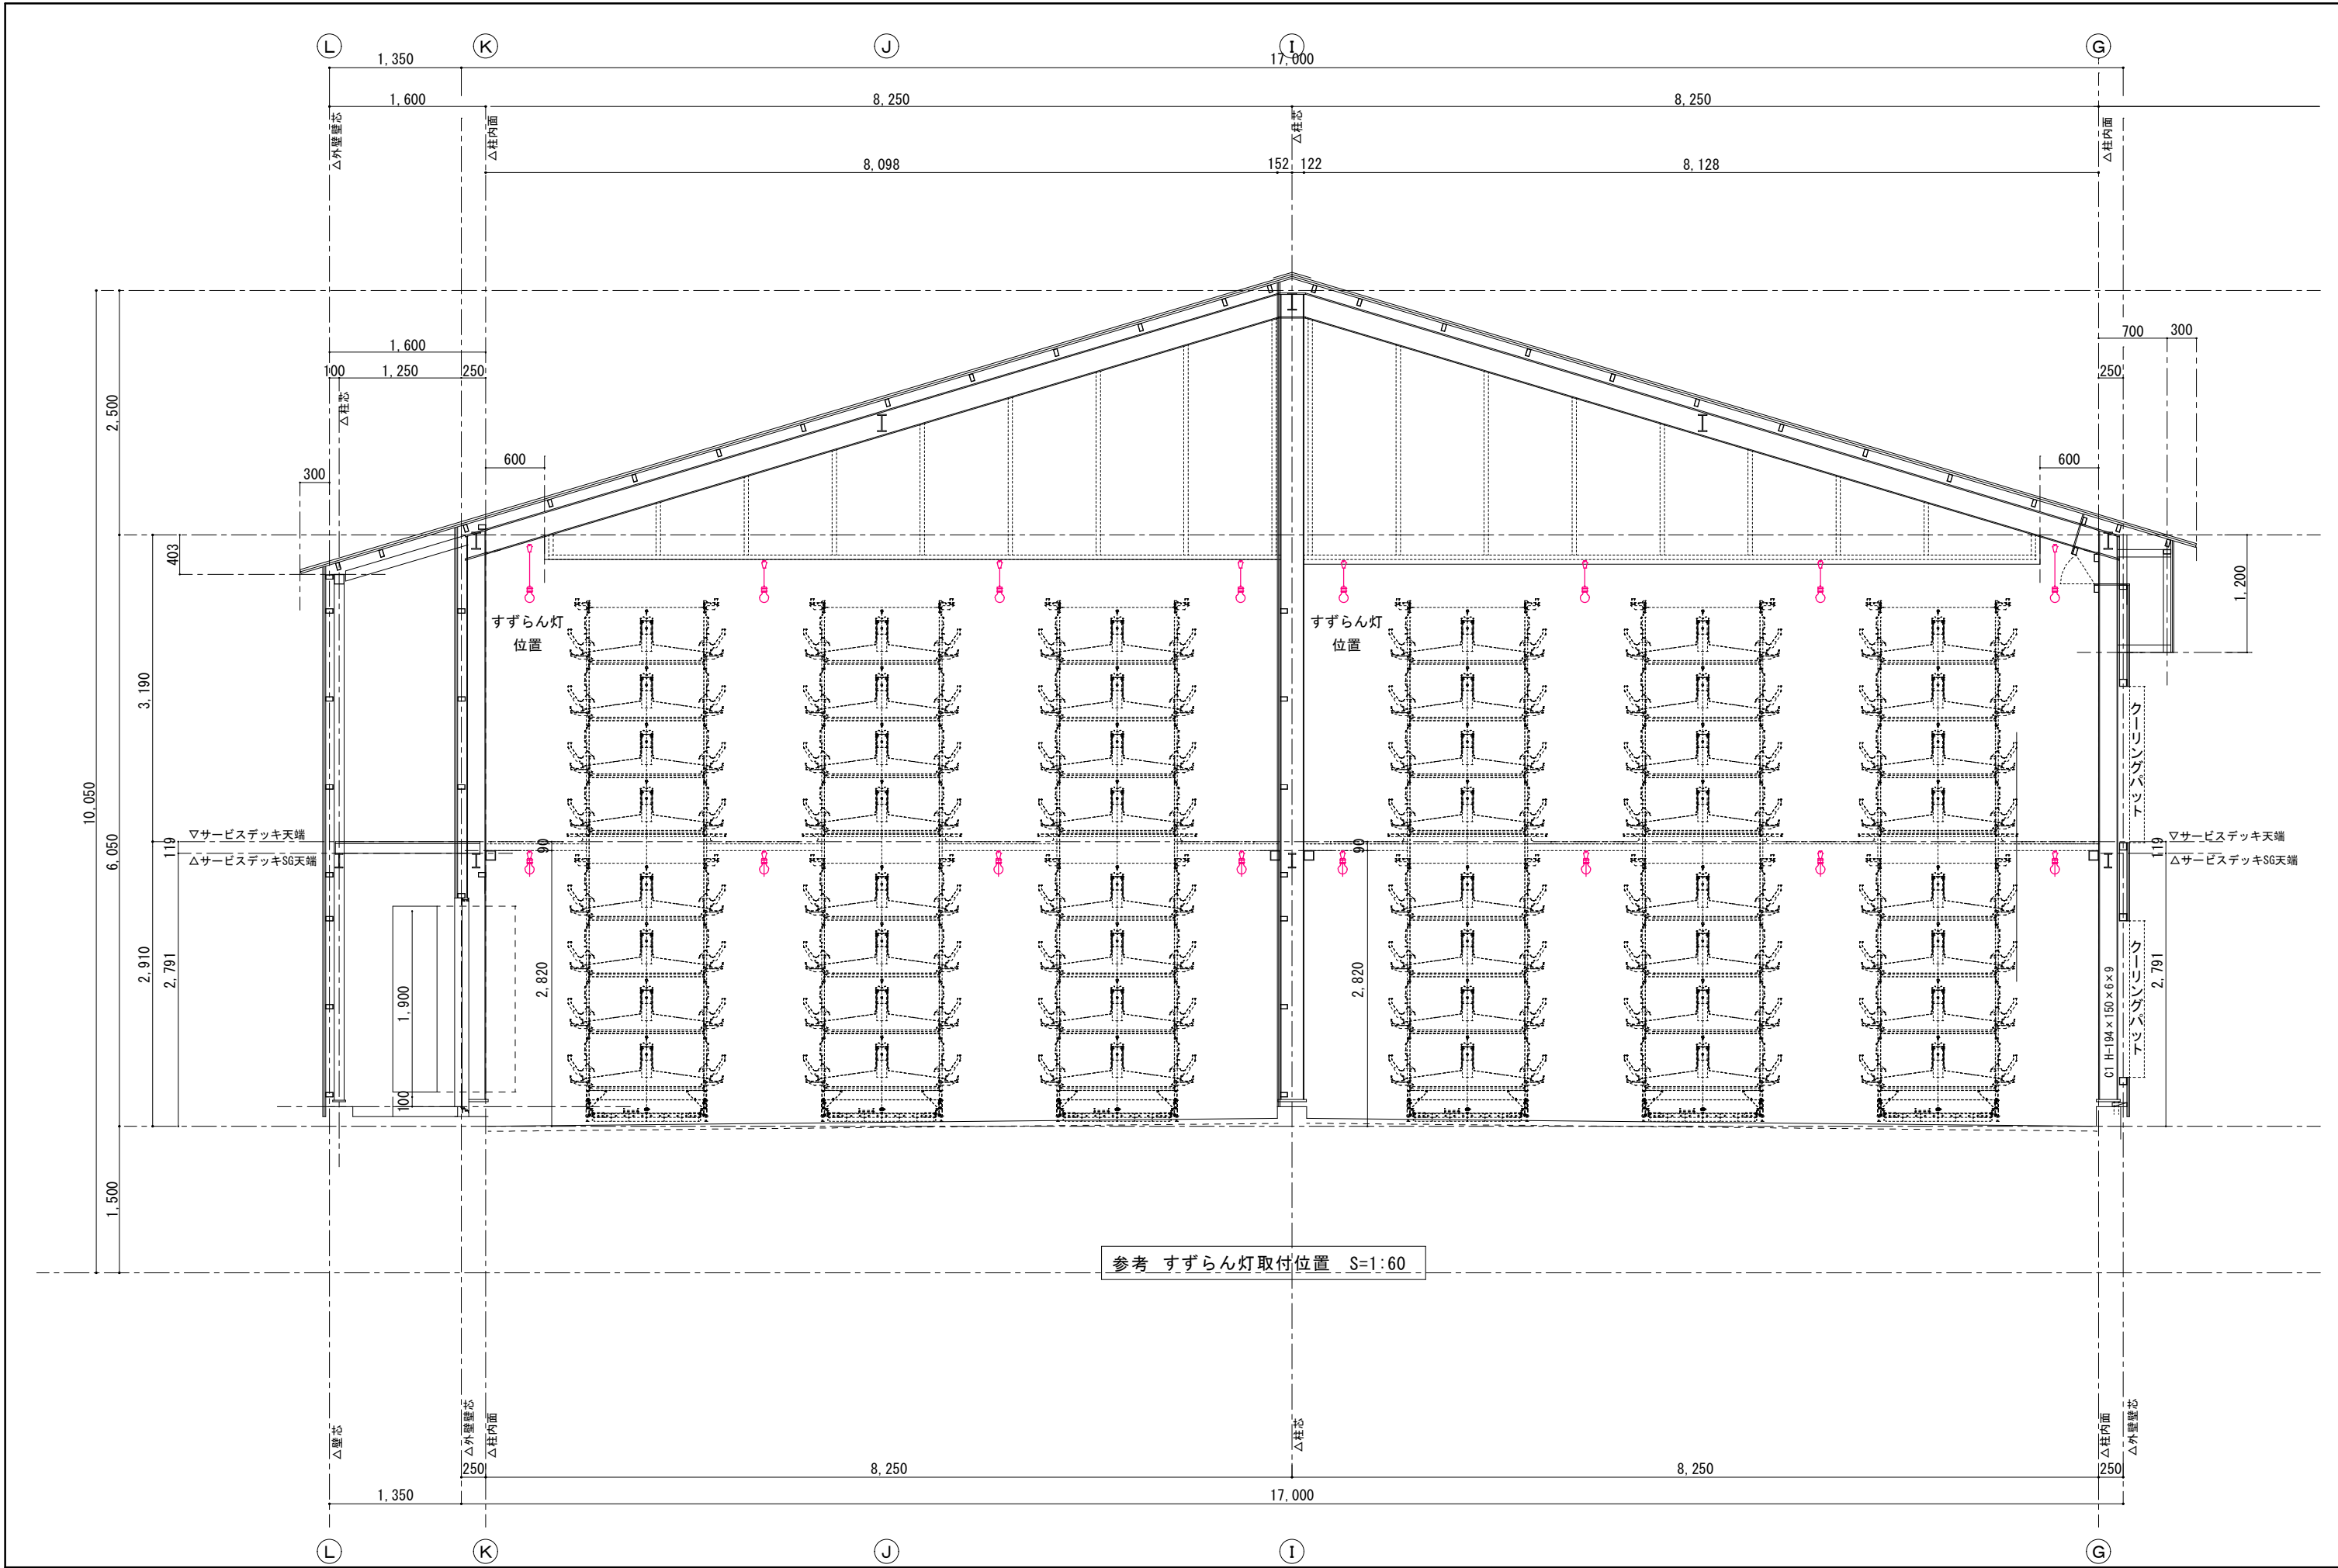 L K J I G
1,350 17,000
1,600 8,250 8,250
△外壁壁芯 △柱内面 △柱芯 △柱内面
8,098 152 122 8,128
700 300
1,600
100 1,250 250 250
△柱芯
2,500
600 600
300
403
1,200
すずらん灯 すずらん灯
位置 位置
3,190
クーリングパット
10,050
6,050
▽サービスデッキ天端 119 90 90 119 ▽サービスデッキ天端
△サービスデッキSG天端 △サービスデッキSG天端
2,910
2,791
1,900
100
2,820 2,820
C1 H-194×150×6×9
クーリングパット
2,791
1,500
参考 すずらん灯取付位置 S=1:60
△壁芯 △外壁壁芯 △柱内面 △柱芯 △柱内面 △外壁壁芯
250 8,250 8,250 250
1,350 17,000
L K J I G